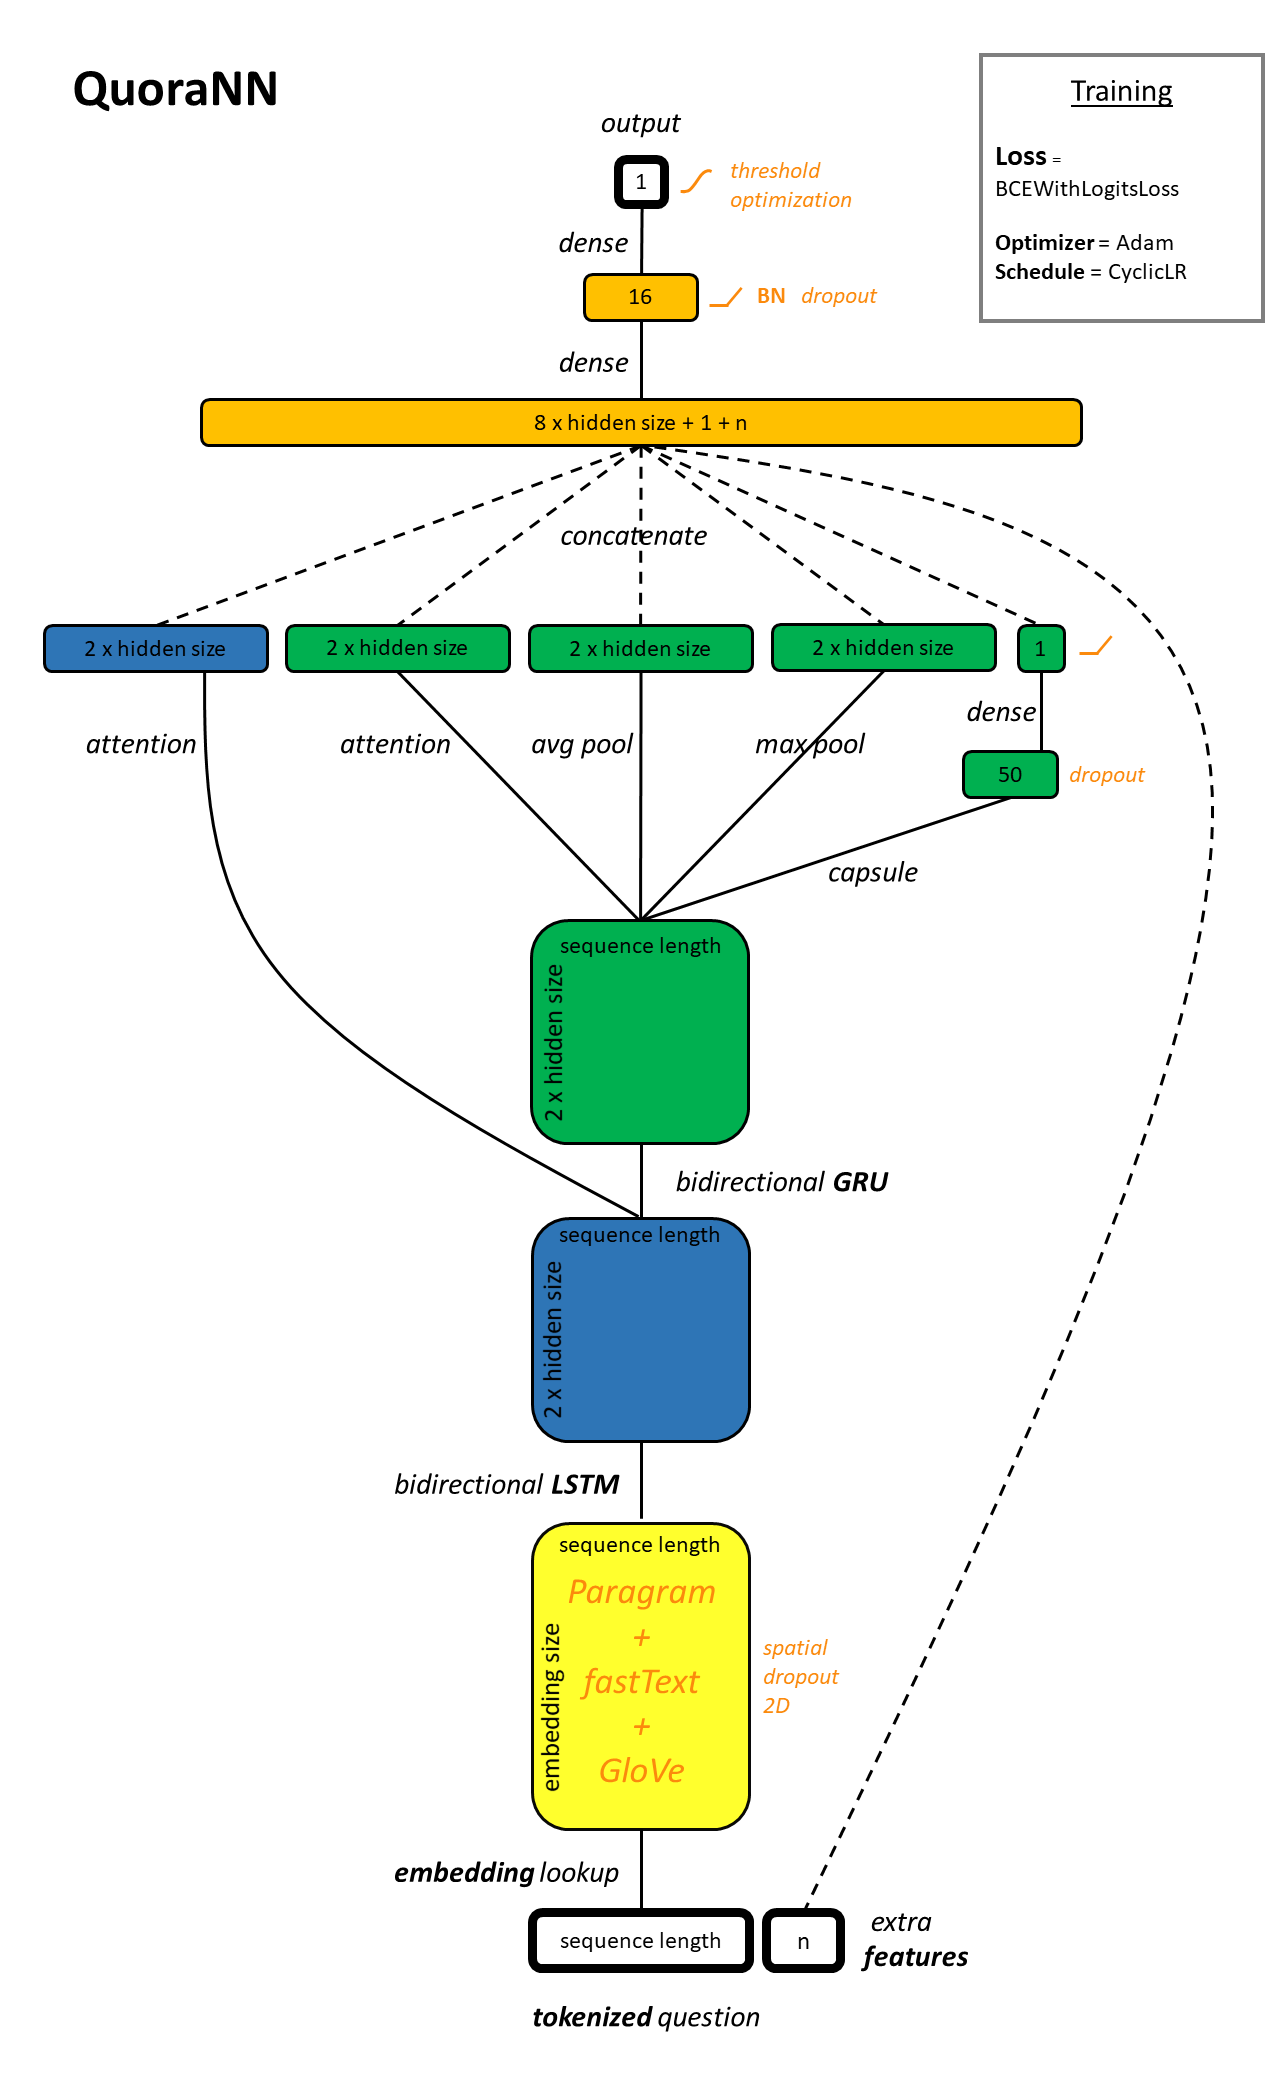 QuoraNN
Training
Loss =
BCEWithLogitsLoss
Optimizer = Adam
Schedule = CyclicLR
output
1
threshold
optimization
dense
16
BN dropout
dense
8 x hidden size + 1 + n
concatenate
2 x hidden size
2 x hidden size
2 x hidden size
2 x hidden size
1
attention
attention
avg pool
max pool
dense
50
dropout
capsule
sequence length
2 x hidden size
bidirectional GRU
sequence length
2 x hidden size
bidirectional LSTM
sequence length
embedding size
Paragram
+
fastText
+
GloVe
spatial
dropout
2D
embedding lookup
sequence length
n
extra
features
tokenized question